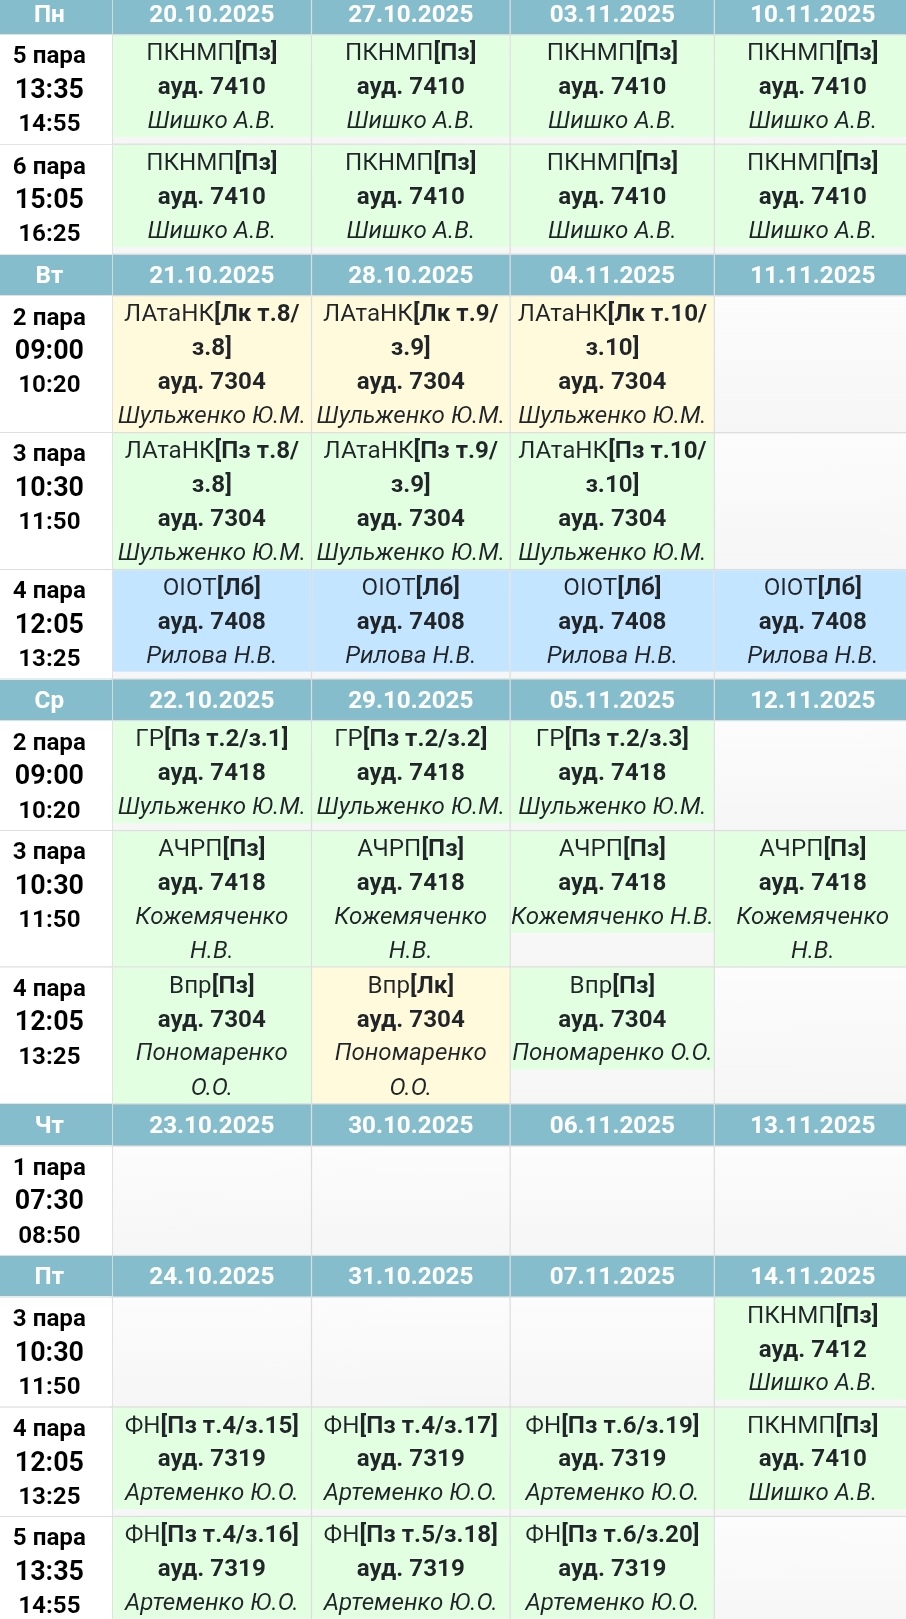 Пн 20.10.2025 27.10.2025 03.11.2025 10.11.2025
5 пара ПКНМП[Пз] ПКНМП[Пз] ПКНМП[Пз] ПКНМП[Пз]
13:35 ауд. 7410 ауд. 7410 ауд. 7410 ауд. 7410
14:55 Шишко А.В. Шишко А.В. Шишко А.В. Шишко А.В.
6 пара ПКНМП[Пз] ПКНМП[Пз] ПКНМП[Пз] ПКНМП[Пз]
15:05 ауд. 7410 ауд. 7410 ауд. 7410 ауд. 7410
16:25 Шишко А.В. Шишко А.В. Шишко А.В. Шишко А.В.
Вт 21.10.2025 28.10.2025 04.11.2025 11.11.2025
2 пара ЛАтаНК[Лк т.8/ ЛАтаНК[Лк т.9/ ЛАтаНК[Лк т.10/
09:00 з.8] з.9] з.10]
10:20 ауд. 7304 ауд. 7304 ауд. 7304
Шульженко Ю.М. Шульженко Ю.М. Шульженко Ю.М.
3 пара ЛАтаНК[Пз т.8/ ЛАтаНК[Пз т.9/ ЛАтаНК[Пз т.10/
10:30 з.8] з.9] з.10]
11:50 ауд. 7304 ауд. 7304 ауд. 7304
Шульженко Ю.М. Шульженко Ю.М. Шульженко Ю.М.
4 пара ОІОТ[Лб] ОІОТ[Лб] ОІОТ[Лб] ОІОТ[Лб]
12:05 ауд. 7408 ауд. 7408 ауд. 7408 ауд. 7408
13:25 Рилова Н.В. Рилова Н.В. Рилова Н.В. Рилова Н.В.
Ср 22.10.2025 29.10.2025 05.11.2025 12.11.2025
2 пара ГР[Пз т.2/з.1] ГР[Пз т.2/з.2] ГР[Пз т.2/з.3]
09:00 ауд. 7418 ауд. 7418 ауд. 7418
10:20 Шульженко Ю.М. Шульженко Ю.М. Шульженко Ю.М.
3 пара АЧРП[Пз] АЧРП[Пз] АЧРП[Пз] АЧРП[Пз]
10:30 ауд. 7418 ауд. 7418 ауд. 7418 ауд. 7418
11:50 Кожемяченко Кожемяченко Кожемяченко Н.В. Кожемяченко
Н.В. Н.В. Н.В.
4 пара Впр[Пз] Впр[Лк] Впр[Пз]
12:05 ауд. 7304 ауд. 7304 ауд. 7304
13:25 Пономаренко Пономаренко Пономаренко О.О.
О.О. О.О.
Чт 23.10.2025 30.10.2025 06.11.2025 13.11.2025
1 пара
07:30
08:50
Пт 24.10.2025 31.10.2025 07.11.2025 14.11.2025
3 пара ПКНМП[Пз]
10:30 ауд. 7412
11:50 Шишко А.В.
4 пара ФН[Пз т.4/з.15] ФН[Пз т.4/з.17] ФН[Пз т.6/з.19] ПКНМП[Пз]
12:05 ауд. 7319 ауд. 7319 ауд. 7319 ауд. 7410
13:25 Артеменко Ю.О. Артеменко Ю.О. Артеменко Ю.О. Шишко А.В.
5 пара ФН[Пз т.4/з.16] ФН[Пз т.5/з.18] ФН[Пз т.6/з.20]
13:35 ауд. 7319 ауд. 7319 ауд. 7319
14:55 Артеменко Ю.О. Артеменко Ю.О. Артеменко Ю.О.